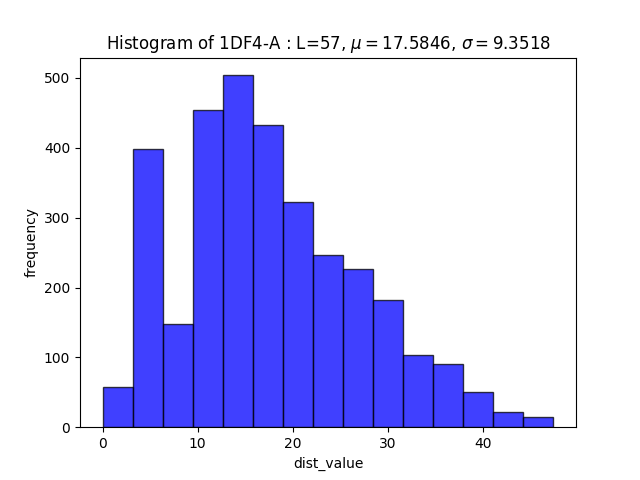 Histogram of 1DF4-A : L=57, μ = 17.5846, σ = 9.3518
500
400
300
200
100
0
frequency
0 10 20 30 40
dist_value